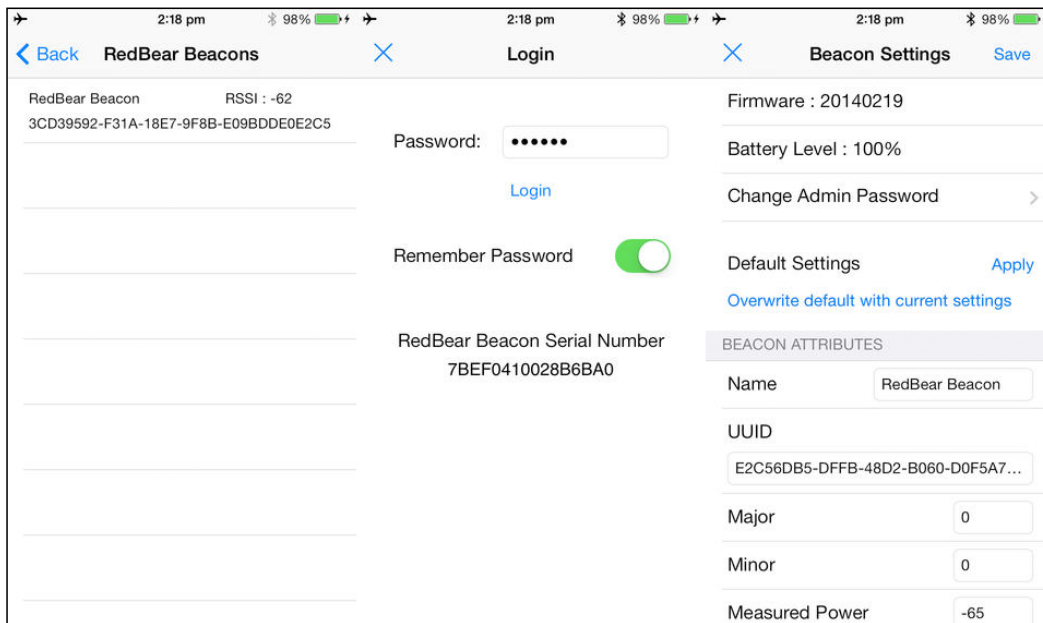 2:18 pm
98%
Back
RedBear Beacons
RedBear Beacon
RSSI : -62
3CD39592-F31A-18E7-9F8B-E09BDDE0E2C5
2:18 pm
98%
Login
Password:
••••••
Login
Remember Password
RedBear Beacon Serial Number
7BEF0410028B6BA0
2:18 pm
98%
Beacon Settings
Save
Firmware : 20140219
Battery Level : 100%
Change Admin Password
Default Settings
Apply
Overwrite default with current settings
BEACON ATTRIBUTES
Name
RedBear Beacon
UUID
E2C56DB5-DFFB-48D2-B060-D0F5A7...
Major
0
Minor
0
Measured Power
-65